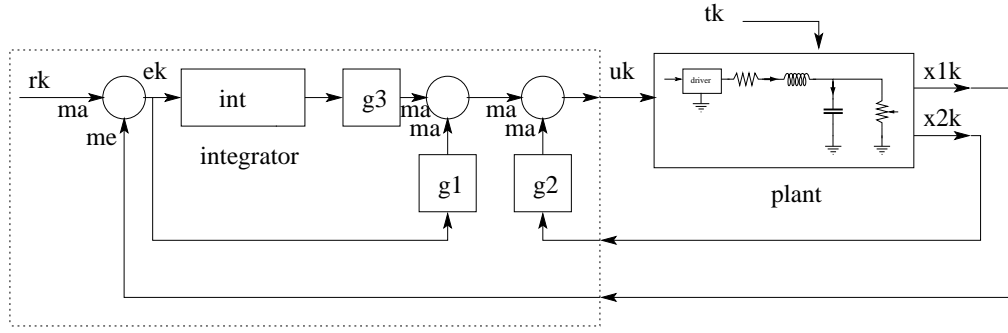 tk
rk
ek
uk
x1k
ma
int
g3
ma
ma
driver
me
ma
ma
x2k
integrator
g1
g2
plant